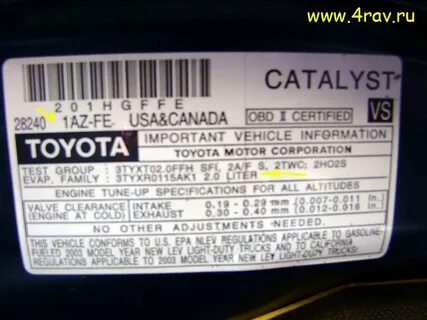 www.4rav.ru
CATALYST
201HGFFE
28240 1AZ-FE USA&CANADA OBD II CERTIFIED VS
TOYOTA IMPORTANT VEHICLE INFORMATION
TOYOTA MOTOR CORPORATION
TEST GROUP : 3TYXT02.0FFH SFI, 2A/F S, 2TWC, 2HO2S
EVAP. FAMILY : 3TYXR0115AK1 2.0 LITER
ENGINE TUNE-UP SPECIFICATIONS FOR ALL ALTITUDES
VALVE CLEARANCE IN 0.19 - 0.29 mm (0.007-0.011 in.)
(ENGINE AT COLD) EX. 0.30 - 0.40 mm (0.012-0.016 in.)
NO OTHER ADJUSTMENTS NEEDED.
THIS VEHICLE CONFORMS TO U.S. EPA NLEV REGULATIONS APPLICABLE
TO 2003 MODEL YEAR NEW LEV LIGHT-DUTY TRUCKS AND TO CALIFORNIA
REGULATIONS APPLICABLE TO 2003 MODEL YEAR NEW LEV LIGHT-DUTY TRUCKS.